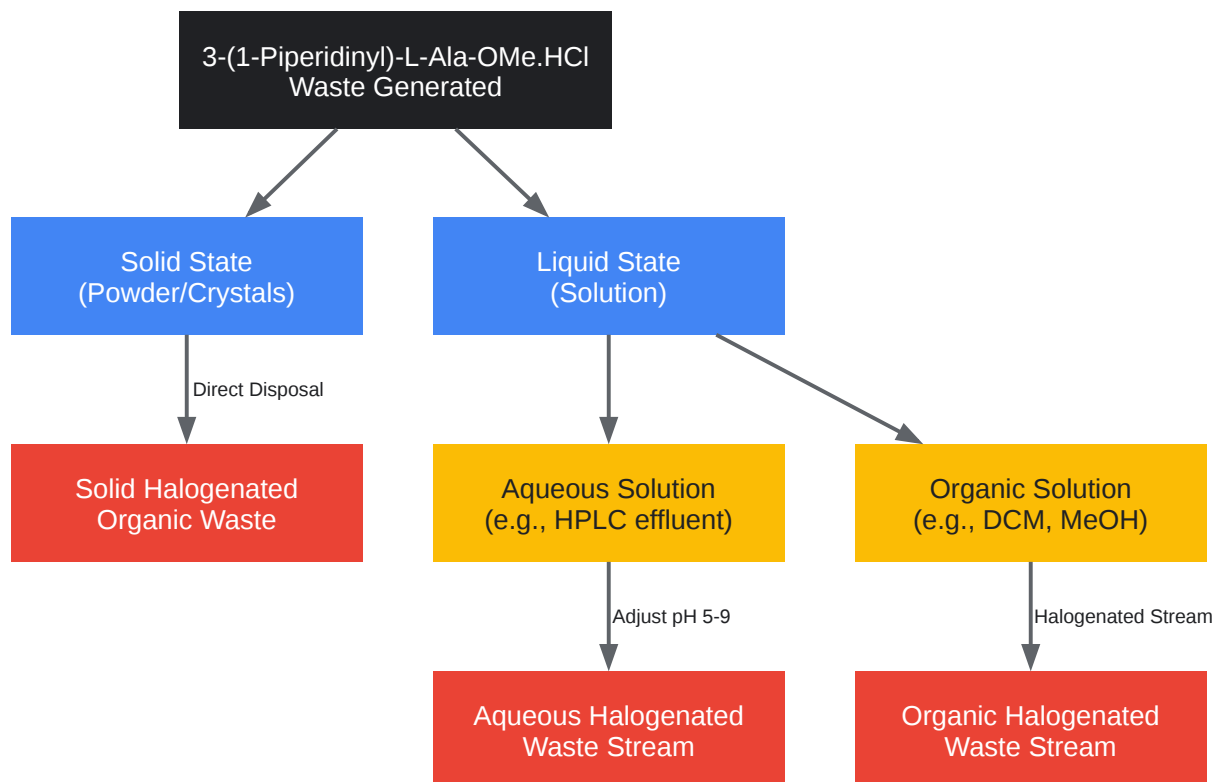 3-(1-Piperidinyl)-L-Ala-OMe.HCl
Waste Generated
Solid State
(Powder/Crystals)
Liquid State
(Solution)
Direct Disposal
Solid Halogenated
Organic Waste
Aqueous Solution
(e.g., HPLC effluent)
Organic Solution
(e.g., DCM, MeOH)
Adjust pH 5-9
Halogenated Stream
Aqueous Halogenated
Waste Stream
Organic Halogenated
Waste Stream